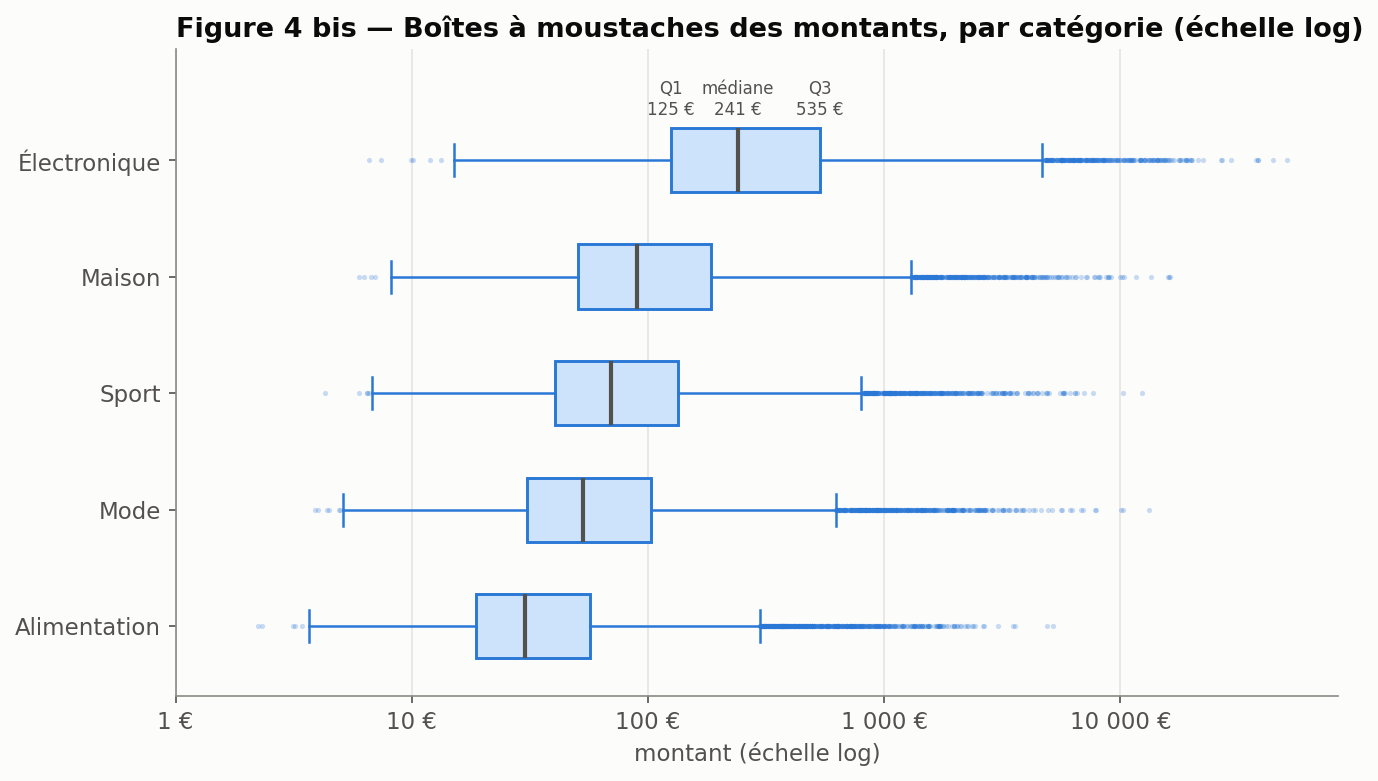 Figure 4 bis — Boîtes à moustaches des montants, par catégorie (échelle log)
Q1 médiane Q3
125 € 241 € 535 €
Électronique
Maison
Sport
Mode
Alimentation
1 € 10 € 100 € 1 000 € 10 000 €
montant (échelle log)